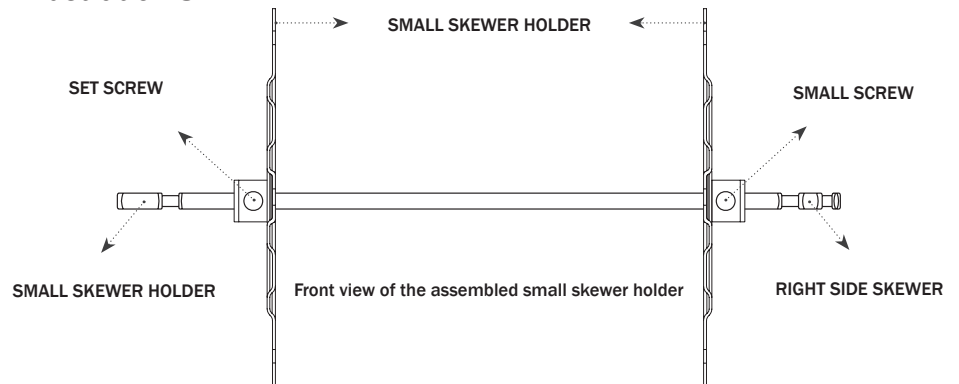 SMALL SKEWER HOLDER
SET SCREW
SMALL SCREW
SMALL SKEWER HOLDER
Front view of the assembled small skewer holder
RIGHT SIDE SKEWER